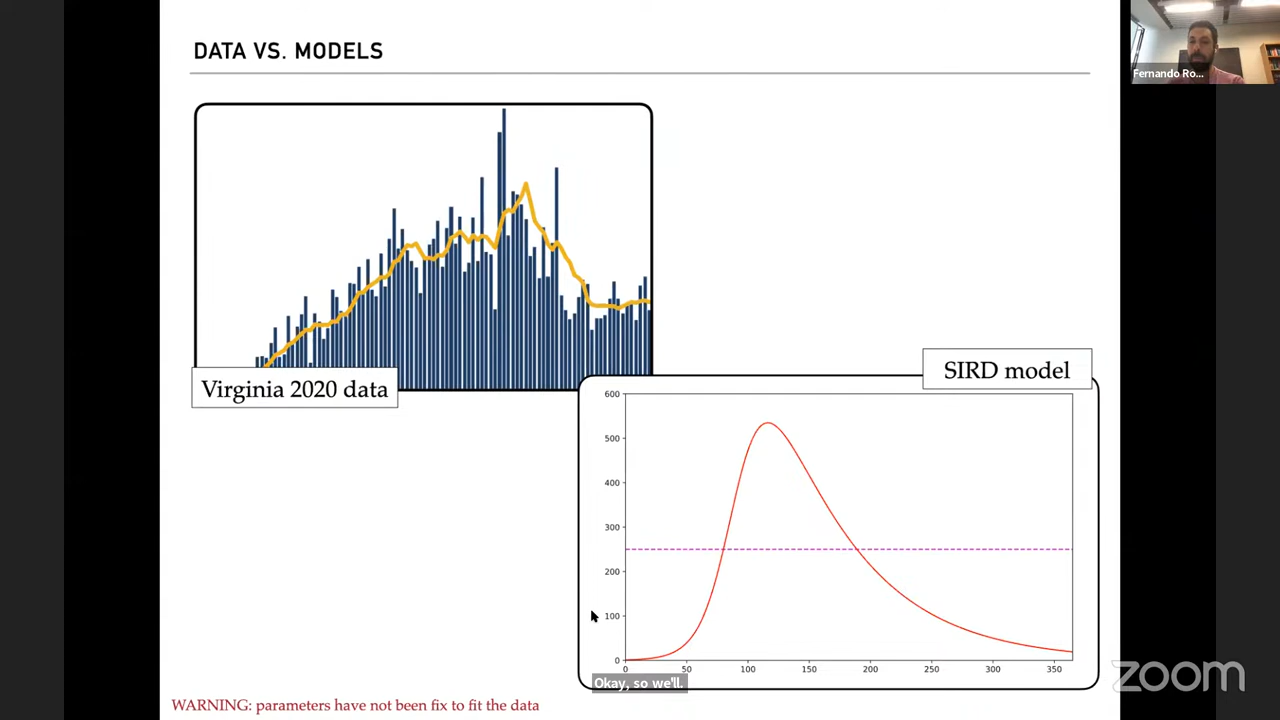 DATA VS. MODELS
Fernando Ro...
Virginia 2020 data
SIRD model
600
500
400
300
200
100
0
0 50 100 150 200 250 300 350
Okay, so we'll.
zoom
WARNING: parameters have not been fix to fit the data